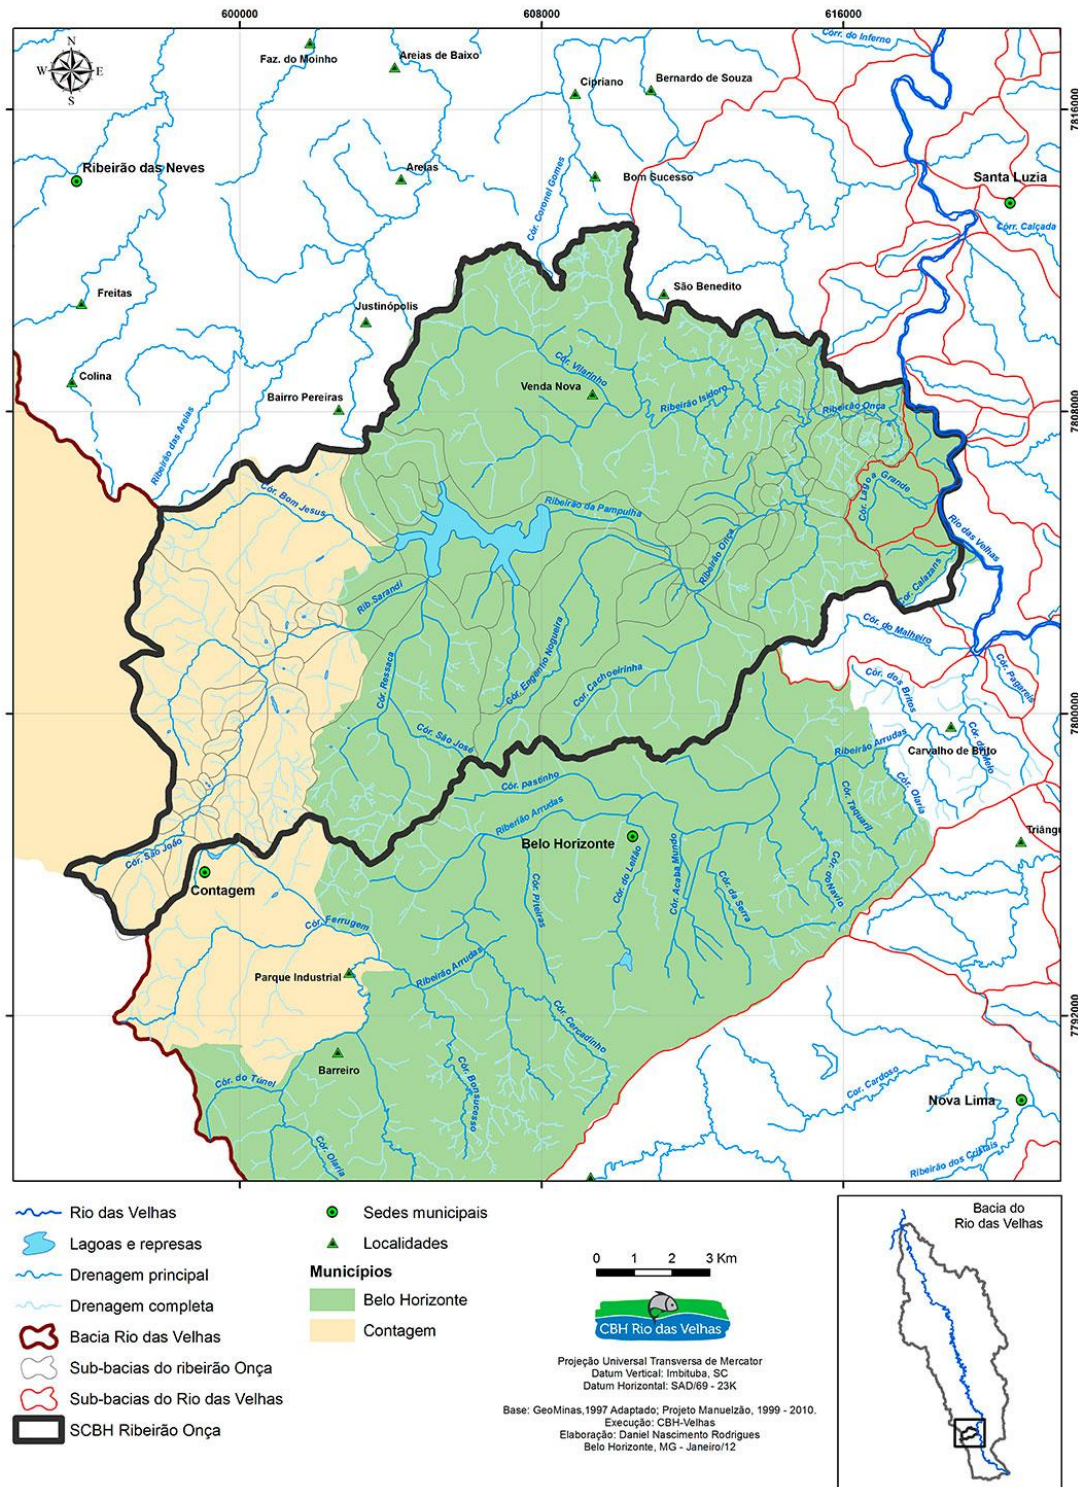 600000
608000
616000
N
W
E
S
Faz. do Moinho
Areias de Baixo
Cipriano
Bernardo de Souza
Córr. do Inferno
7816000
Ribeirão das Neves
Areias
Cór. Coronel Gomes
Bom Sucesso
Santa Luzia
Córr. Calçada
Freitas
Justinópolis
São Benedito
Colina
Bairro Pereiras
Cór. Vilarinho
Venda Nova
Ribeirão Isidoro
Ribeirão Onça
7808000
Ribeirão das Areias
Cór. Bom Jesus
Ribeirão da Pampulha
Cór. Lagoa Grande
Rio das Velhas
Ribeirão Onça
Rib. Sarandi
Cor. Calazans
Cór. do Malheiro
Cór. Engenho Nogueira
Cor. Cachoeirinha
Cór. Ressaca
Cór. São José
Cór. dos Britos
Cór. Pagareis
7800000
Ribeirão Arrudas
Carvalho de Brito
Cór. do Melo
Cór. pastinho
Ribeirão Arrudas
Cór. Olaria
Cór. Taquaril
Belo Horizonte
Cór. São João
Contagem
Cór. Piteiras
Cór. do Leitão
Cór. Acaba Mundo
Cór. da Serra
Cór. do Navio
Cór. Ferrugem
Parque Industrial
Ribeirão Arrudas
Cór. Cercadinho
7792000
Barreiro
Cór. do Túnel
Cór. Bonsucesso
Cór. Olaria
Cor. Cardoso
Nova Lima
Ribeirão dos Cristais
Rio das Velhas
Lagoas e represas
Drenagem principal
Drenagem completa
Bacia Rio das Velhas
Sub-bacias do ribeirão Onça
Sub-bacias do Rio das Velhas
SCBH Ribeirão Onça
Sedes municipais
Localidades
Municípios
Belo Horizonte
Contagem
0 1 2 3 Km
CBH Rio das Velhas
Projeção Universal Transversa de Mercator
Datum Vertical: Imbituba, SC
Datum Horizontal: SAD/69 - 23K
Base: GeoMinas,1997 Adaptado; Projeto Manuelzão, 1999 - 2010.
Execução: CBH-Velhas
Elaboração: Daniel Nascimento Rodrigues
Belo Horizonte, MG - Janeiro/12
Bacia do
Rio das Velhas